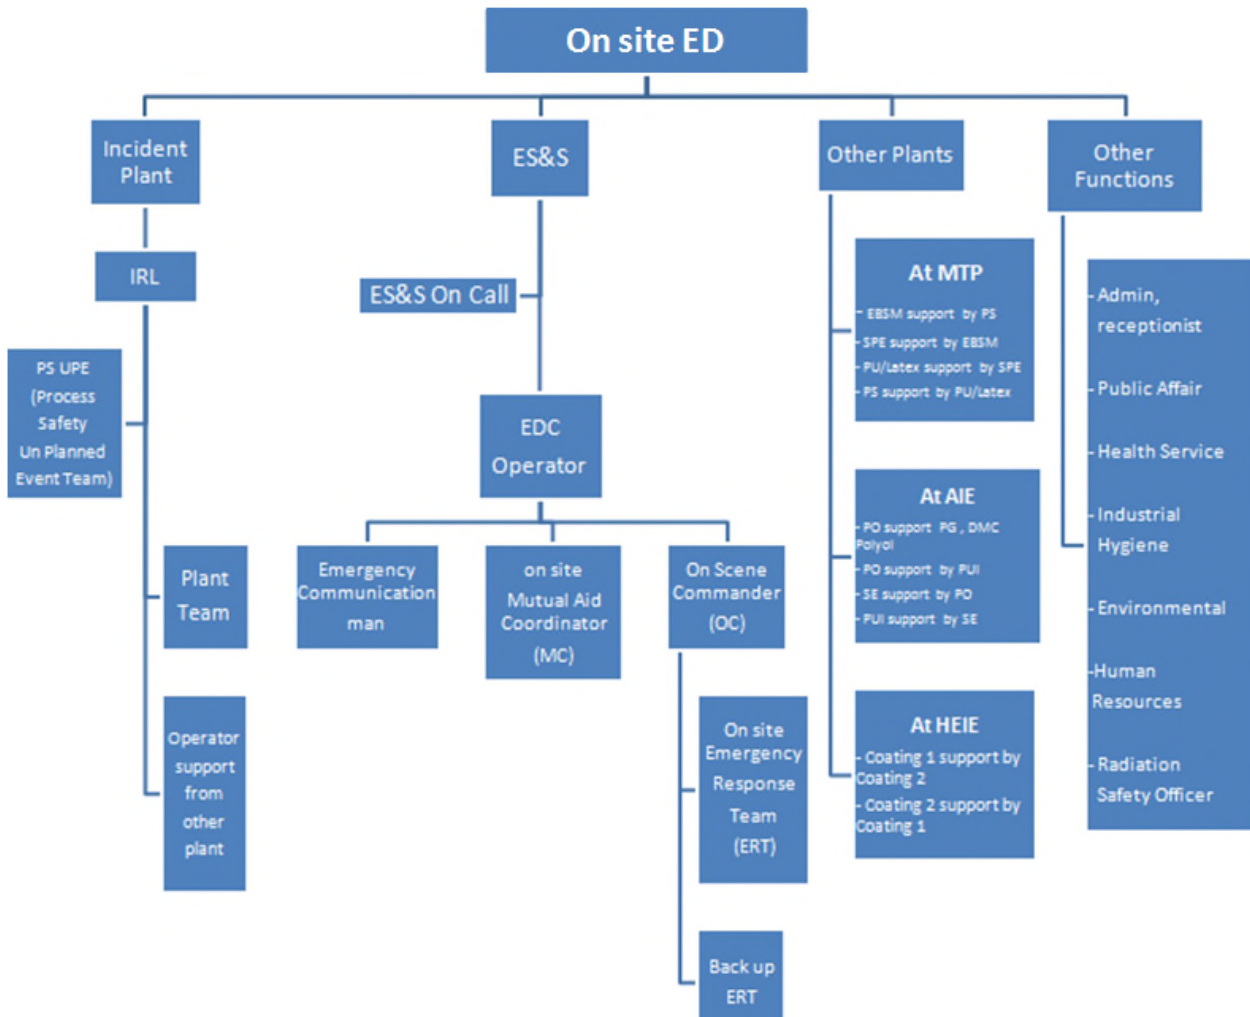 On site ED
Incident
Plant
ES&S
Other Plants
Other
Functions
IRL
ES&S On Call
PS UPE
(Process
Safety
Un Planned
Event Team)
EDC
Operator
Plant
Team
Operator
support
from
other
plant
Emergency
Communication
man
on site
Mutual Aid
Coordinator
(MC)
On Scene
Commander
(OC)
On site
Emergency
Response
Team
(ERT)
Back up
ERT
At MTP
- EBSM support by PS
- SPE support by EBSM
- PU/Latex support by SPE
- PS support by PU/Latex
At AIE
- PO support PG , DMC
Polyol
- PO support by PUI
- SE support by PO
- PUI support by SE
At HEIE
- Coating 1 support by
Coating 2
- Coating 2 support by
Coating 1
- Admin,
receptionist
- Public Affair
- Health Service
- Industrial
Hygiene
- Environmental
-Human
Resources
- Radiation
Safety Officer